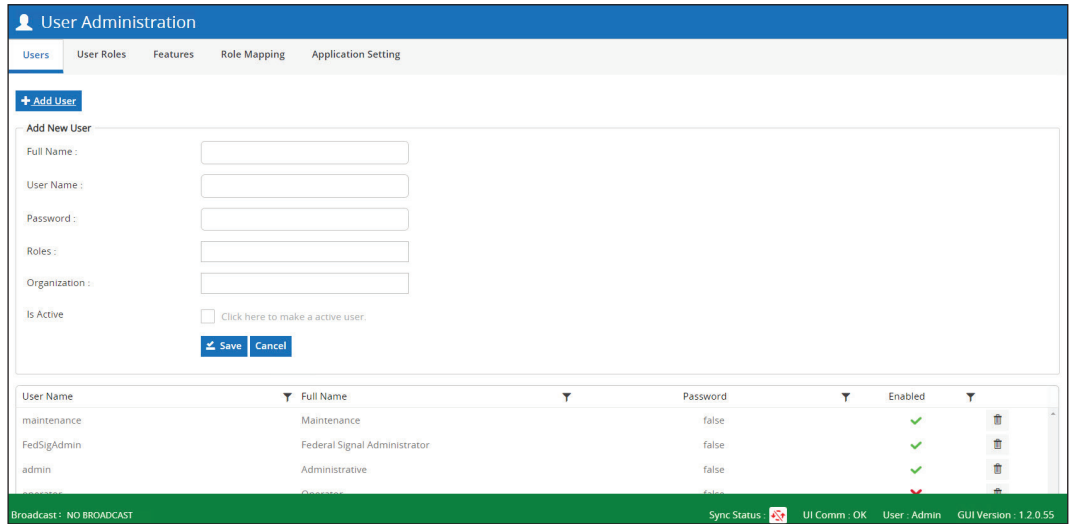 User Administration
Users User Roles Features Role Mapping Application Setting
+ Add User
Add New User
Full Name :
User Name :
Password :
Roles :
Organization :
Is Active Click here to make a active user.
Save Cancel
User Name Full Name Password Enabled
maintenance Maintenance false
FedSigAdmin Federal Signal Administrator false
admin Administrative false
operator Operator false
Broadcast : NO BROADCAST Sync Status : UI Comm : OK User : Admin GUI Version : 1.2.0.55